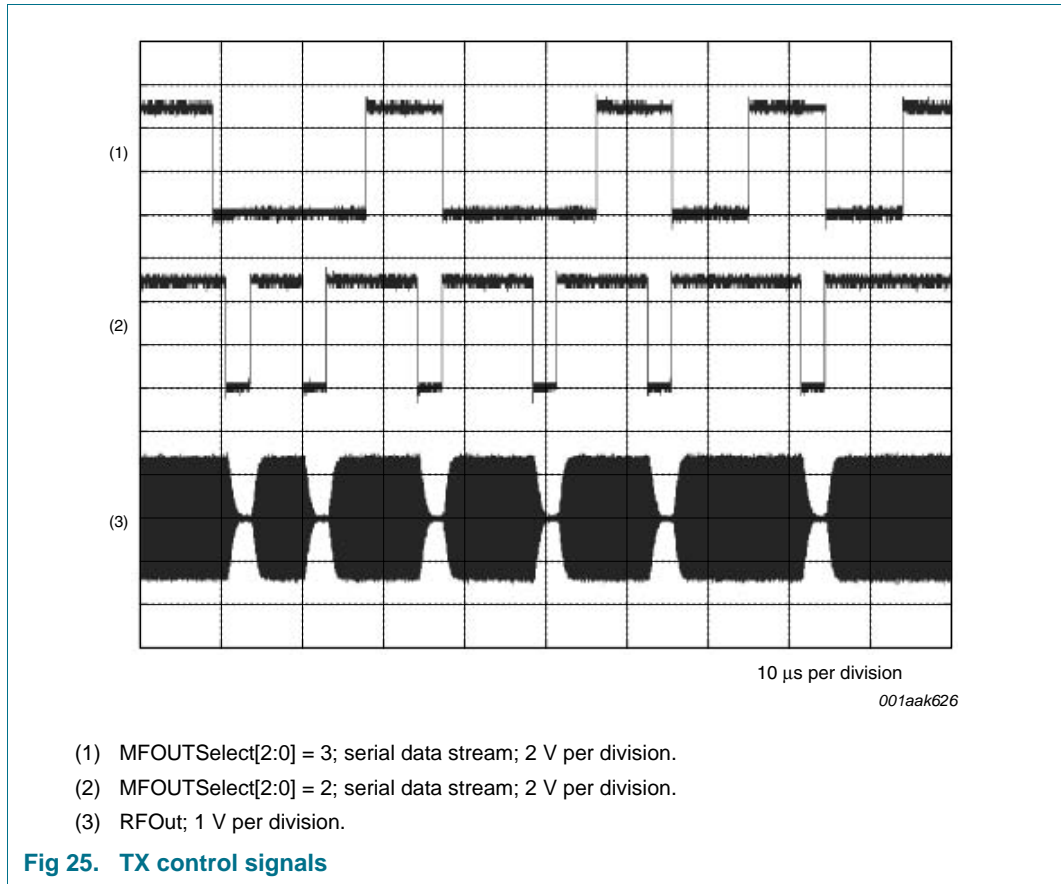 (1)
(2)
(3)
10 μs per division
001aak626
(1) MFOUTSelect[2:0] = 3; serial data stream; 2 V per division.
(2) MFOUTSelect[2:0] = 2; serial data stream; 2 V per division.
(3) RFOut; 1 V per division.
Fig 25. TX control signals